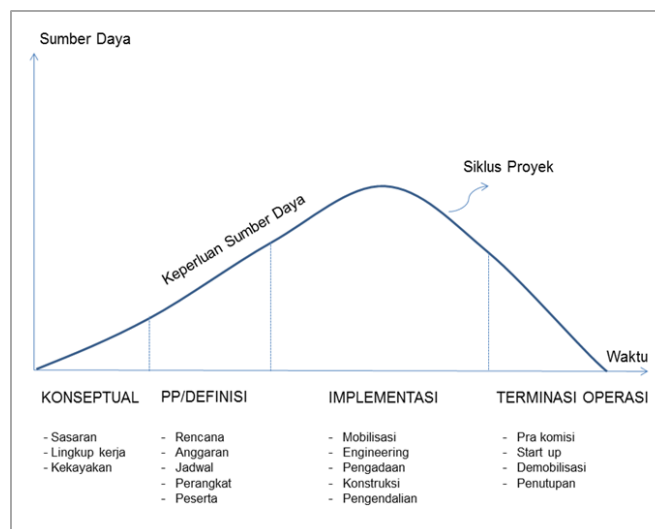 Sumber Daya
Siklus Proyek
Keperluan Sumber Daya
Waktu
KONSEPTUAL
- Sasaran
- Lingkup kerja
- Kekayakan
PP/DEFINISI
- Rencana
- Anggaran
- Jadwal
- Perangkat
- Peserta
IMPLEMENTASI
- Mobilisasi
- Engineering
- Pengadaan
- Konstruksi
- Pengendalian
TERMINASI OPERASI
- Pra komisi
- Start up
- Demobilisasi
- Penutupan